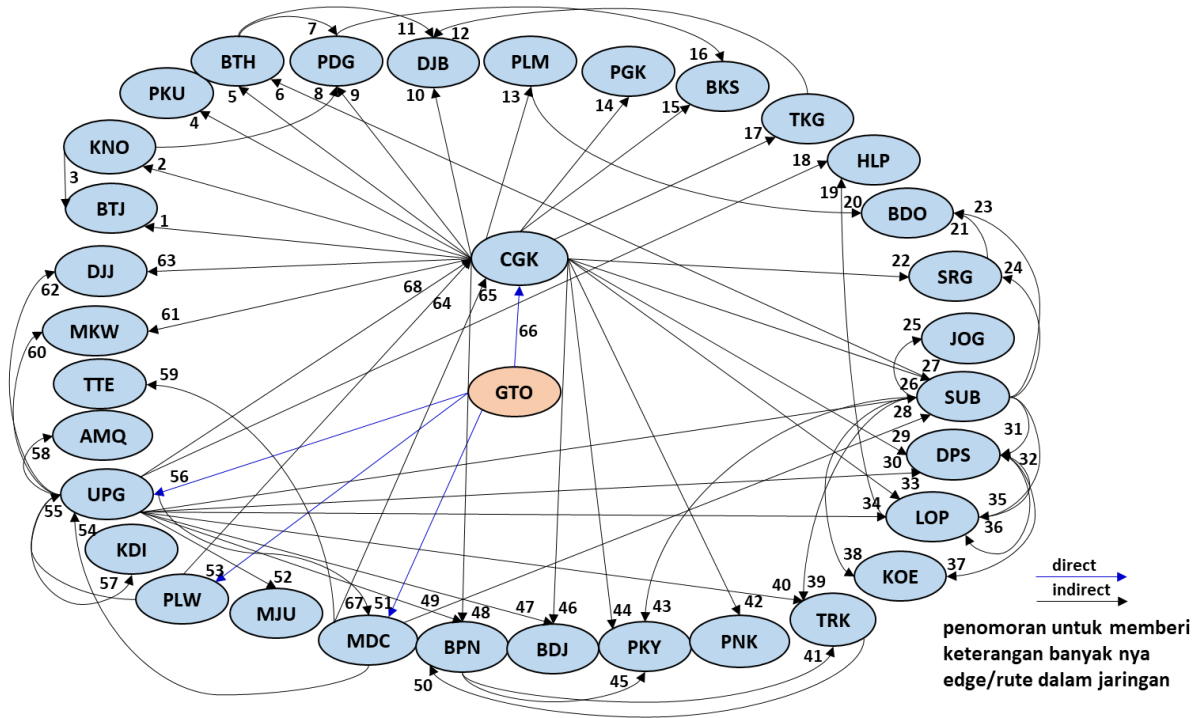 7
11
12
16
BTH
PDG
DJB
PLM
PGK
BKS
PKU
5
6
8
9
10
13
14
15
4
TKG
17
KNO
2
18
HLP
3
19
BTJ
1
20
BDO
23
21
CGK
DJJ
63
22
SRG
24
62
68
65
64
MKW
61
66
25
JOG
60
27
TTE
59
GTO
26
SUB
28
AMQ
58
29
31
30
DPS
32
56
33
UPG
55
54
34
LOP
35
36
KDI
57
53
52
38
KOE
37
direct
PLW
MJU
67
51
49
48
47
46
44
43
42
40
39
indirect
MDC
BPN
BDJ
PKY
PNK
TRK
41
50
45
penomoran untuk memberi
keterangan banyak nya
edge/rute dalam jaringan